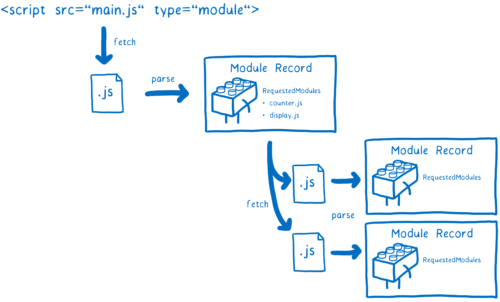 <script src="main.js" type="module">
fetch
.js
parse
Module Record
RequestedModules
• counter.js
• display.js
fetch
.js
parse
Module Record
RequestedModules
.js
Module Record
RequestedModules